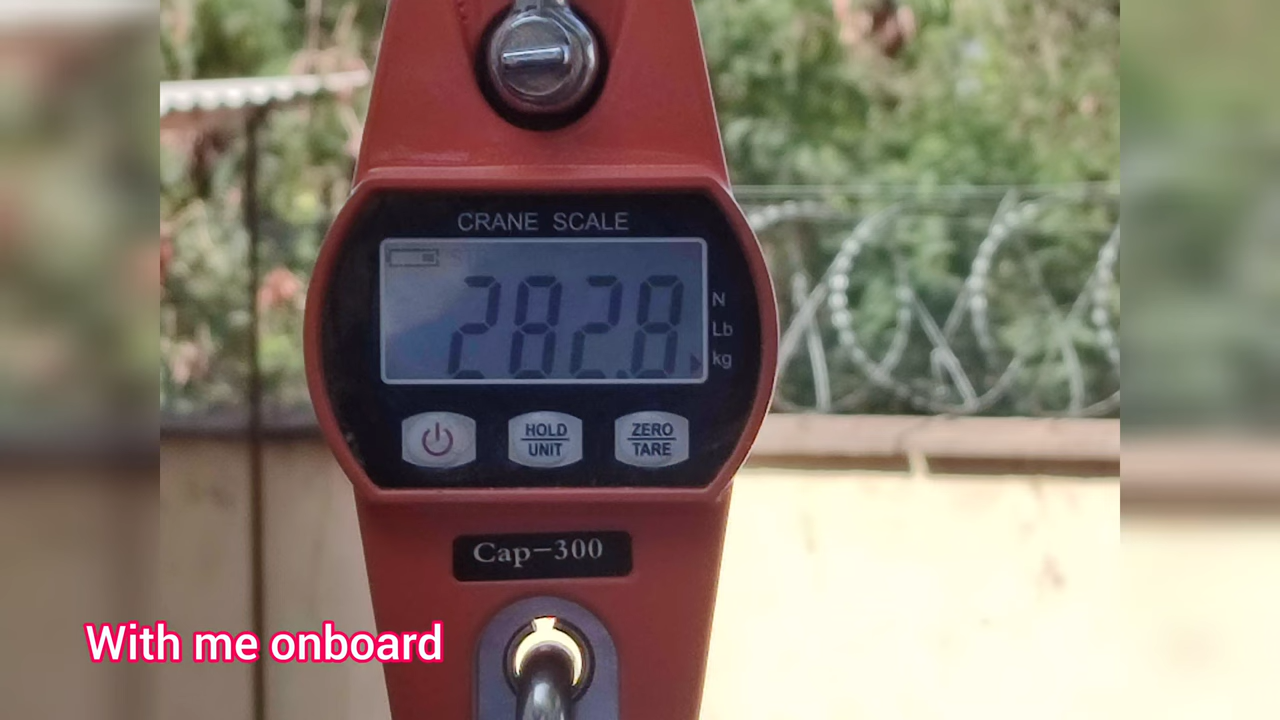 CRANE SCALE
282.8
N
Lb
kg
HOLD
UNIT
ZERO
TARE
Cap-300
With me onboard